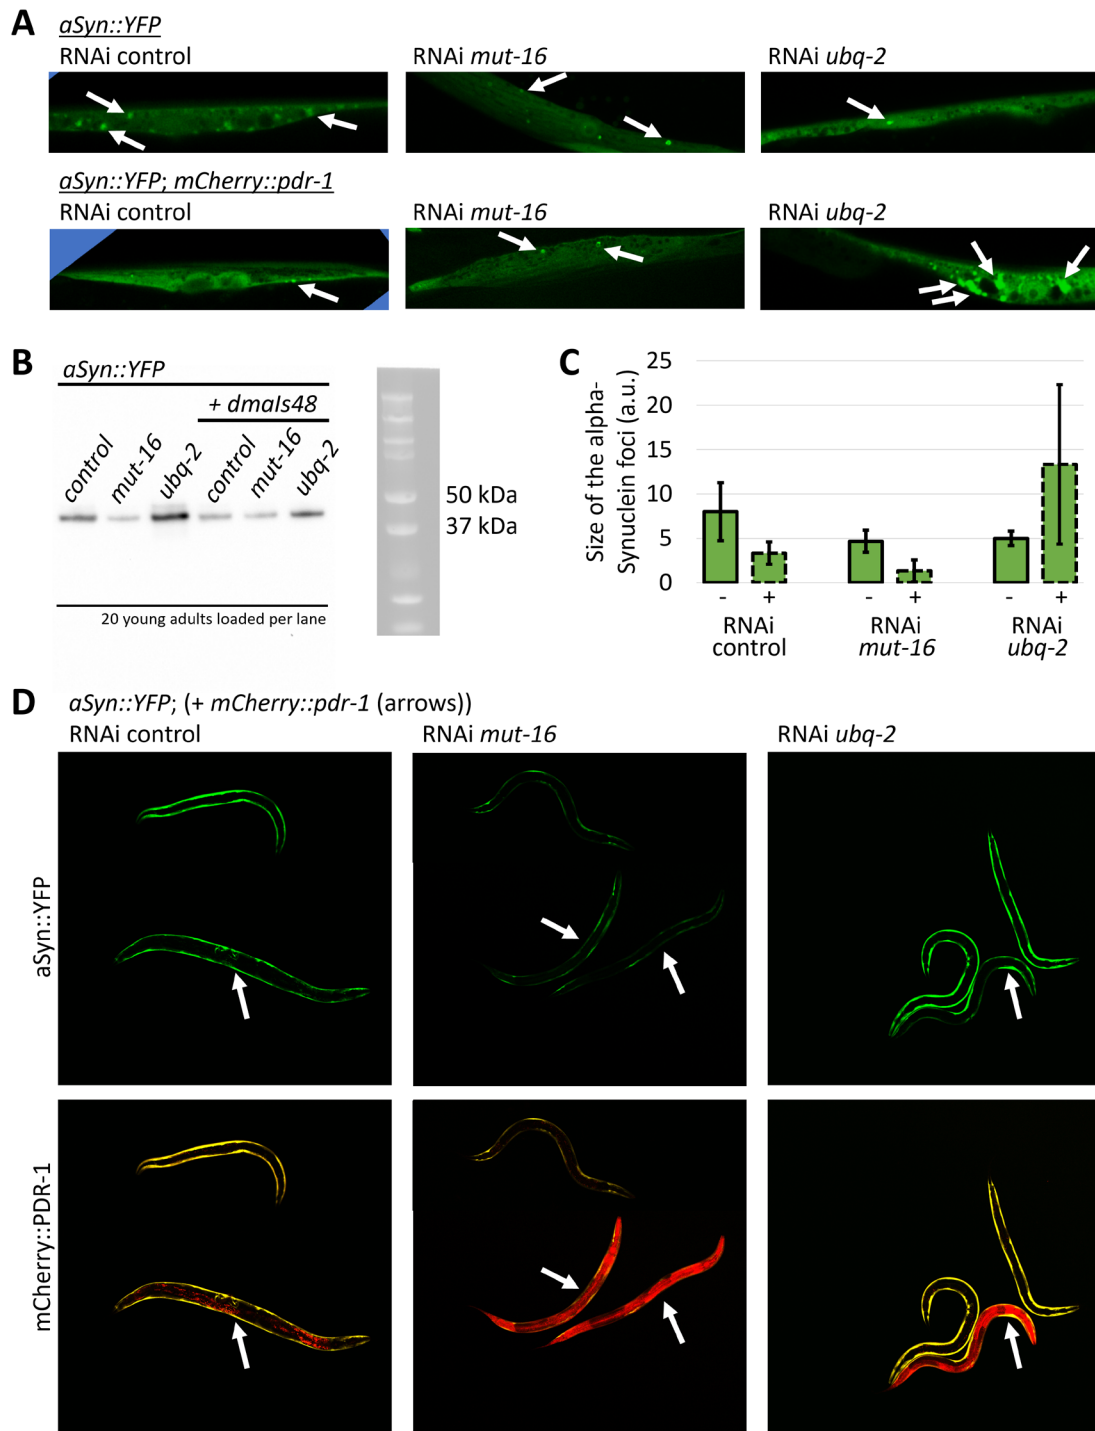 A
aSyn::YFP
RNAi control
RNAi mut-16
RNAi ubq-2
aSyn::YFP; mCherry::pdr-1
RNAi control
RNAi mut-16
RNAi ubq-2
B
aSyn::YFP
+ dmaIs48
control
mut-16
ubq-2
control
mut-16
ubq-2
50 kDa
37 kDa
20 young adults loaded per lane
C
Size of the alpha-
Synuclein foci (a.u.)
25
20
15
10
5
0
- + - + - +
RNAi control
RNAi mut-16
RNAi ubq-2
D
aSyn::YFP; (+ mCherry::pdr-1 (arrows))
RNAi control
RNAi mut-16
RNAi ubq-2
aSyn::YFP
mCherry::PDR-1